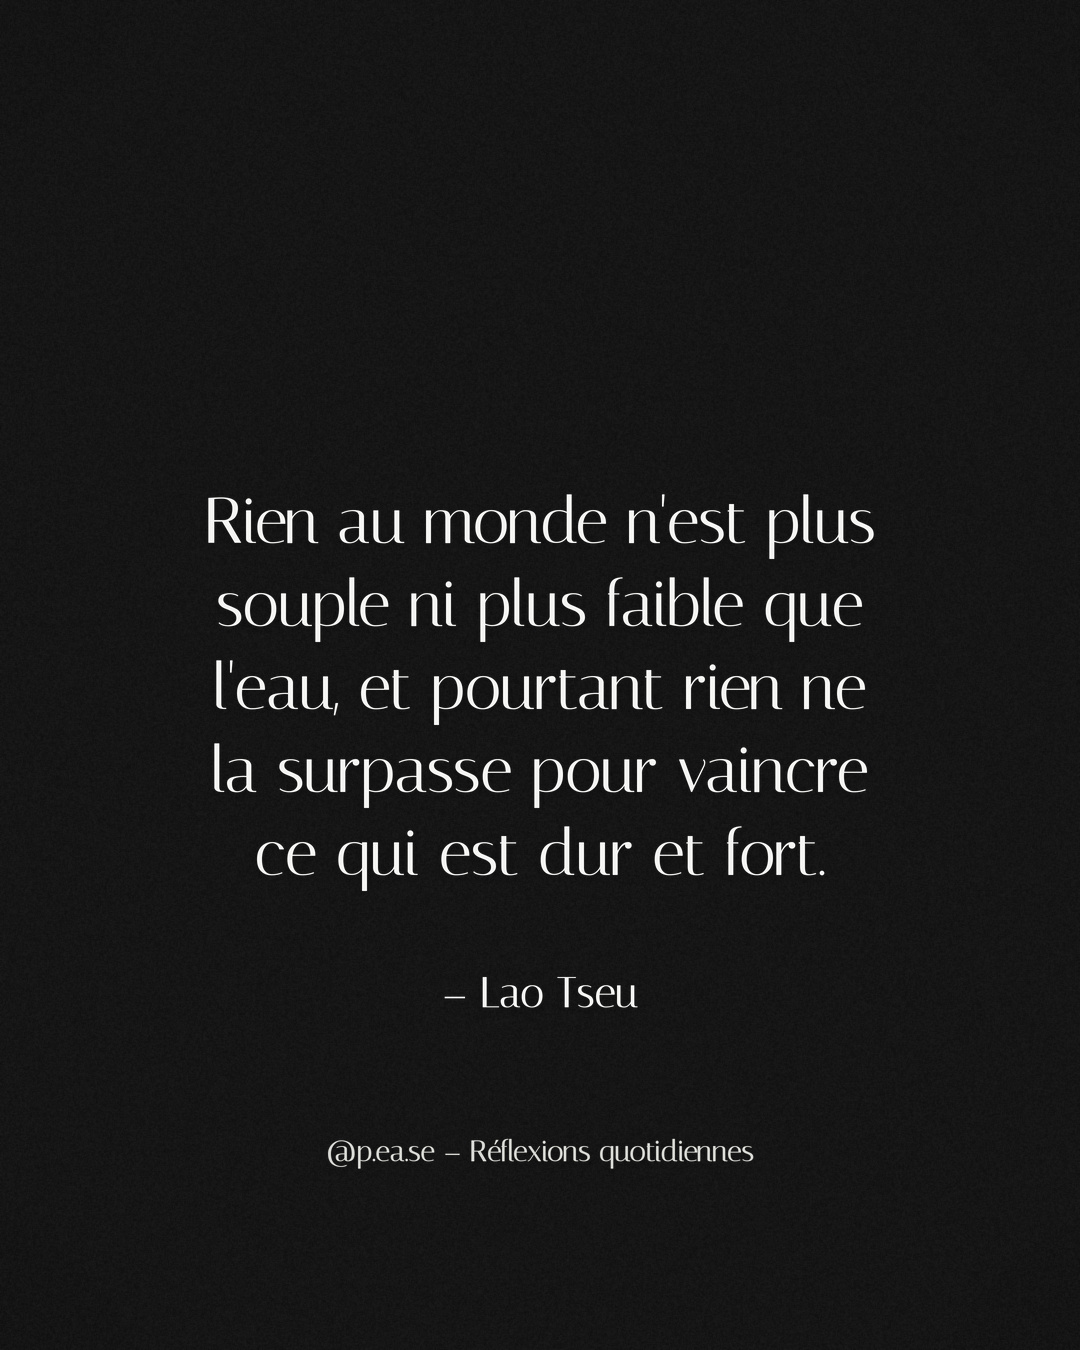 Rien au monde n'est plus
souple ni plus faible que
l'eau, et pourtant rien ne
la surpasse pour vaincre
ce qui est dur et fort.
– Lao Tseu
@p.ea.se – Réflexions quotidiennes